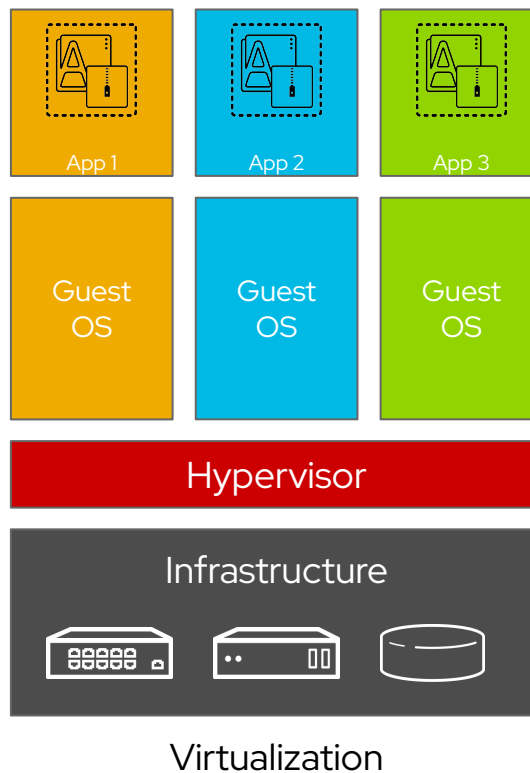 App 1
App 2
App 3
Guest
OS
Guest
OS
Guest
OS
Hypervisor
Infrastructure
Virtualization